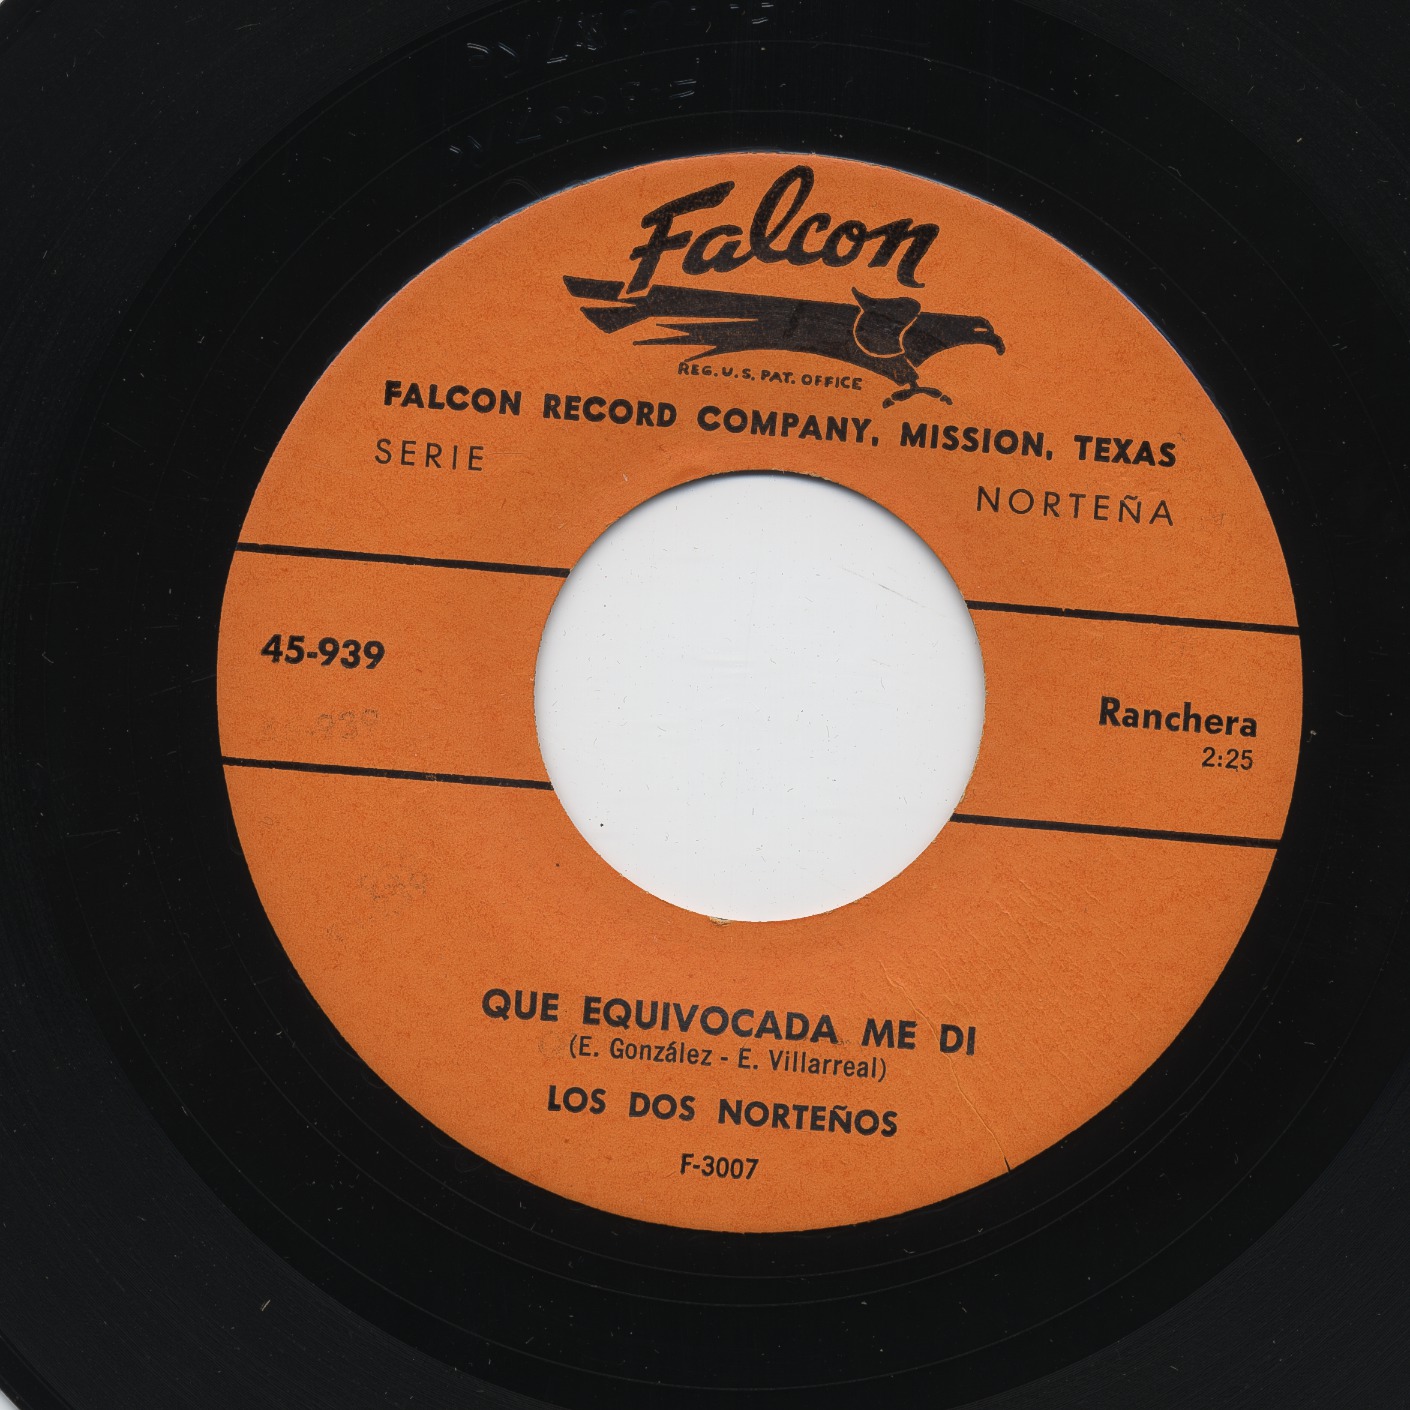 Falcon
REG. U.S. PAT. OFFICE
FALCON RECORD COMPANY, MISSION, TEXAS
SERIE NORTEÑA
45-939
Ranchera
2:25
QUE EQUIVOCADA ME DI
(E. González - E. Villarreal)
LOS DOS NORTEÑOS
F-3007